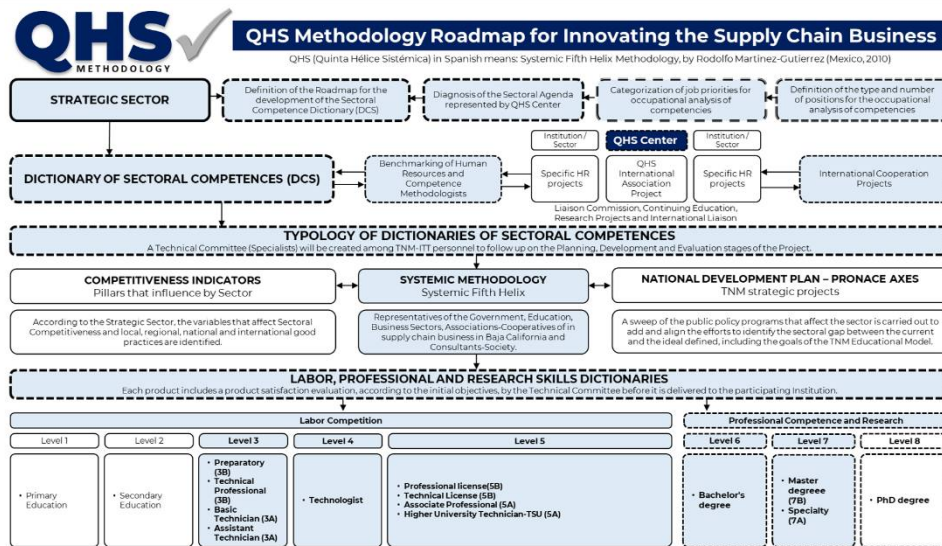 QHS
METHODOLOGY
QHS Methodology Roadmap for Innovating the Supply Chain Business
QHS (Quinta Hélice Sistémica) in Spanish means: Systemic Fifth Helix Methodology, by Rodolfo Martinez-Gutierrez (Mexico, 2010)
STRATEGIC SECTOR
Definition of the Roadmap for the
development of the Sectoral
Competence Dictionary (DCS)
Diagnosis of the Sectoral Agenda
represented by QHS Center
Categorization of job priorities for
occupational analysis of
competencies
Definition of the type and number
of positions for the occupational
analysis of competencies
DICTIONARY OF SECTORAL COMPETENCES (DCS)
Benchmarking of Human
Resources and
Competence
Methodologists
Institution /
Sector
Specific HR
projects
QHS Center
QHS
International
Association
Project
Institution /
Sector
Specific HR
projects
International Cooperation
Projects
Liaison Commission, Continuing Education,
Research Projects and International Liaison
TYPOLOGY OF DICTIONARIES OF SECTORAL COMPETENCES
A Technical Committee (Specialists) will be created among TNM-ITT personnel to follow up on the Planning, Development and Evaluation stages of the Project.
COMPETITIVENESS INDICATORS
Pillars that influence by Sector
SYSTEMIC METHODOLOGY
Systemic Fifth Helix
NATIONAL DEVELOPMENT PLAN – PRONACE AXES
TNM strategic projects
According to the Strategic Sector, the variables that affect Sectoral
Competitiveness and local, regional, national and international good
practices are identified.
Representatives of the Government, Education,
Business Sectors, Associations-Cooperatives of in
supply chain business in Baja California and
Consultants-Society.
A sweep of the public policy programs that affect the sector is carried out to
add and align the efforts to identify the sectoral gap between the current
and the ideal defined, including the goals of the TNM Educational Model.
LABOR, PROFESSIONAL AND RESEARCH SKILLS DICTIONARIES
Each product includes a product satisfaction evaluation, according to the initial objectives, by the Technical Committee before it is delivered to the participating Institution.
Labor Competition
Professional Competence and Research
Level 1
Level 2
Level 3
Level 4
Level 5
Level 6
Level 7
Level 8
• Primary
Education
• Secondary
Education
• Preparatory
(3B)
• Technical
Professional
(3B)
• Basic
Technician (3A)
• Assistant
Technician (3A)
• Technologist
• Professional license(5B)
• Technical License (5B)
• Associate Professional (5A)
• Higher University Technician-TSU (5A)
• Bachelor's
degree
• Master
degreee
(7B)
• Specialty
(7A)
• PhD degree